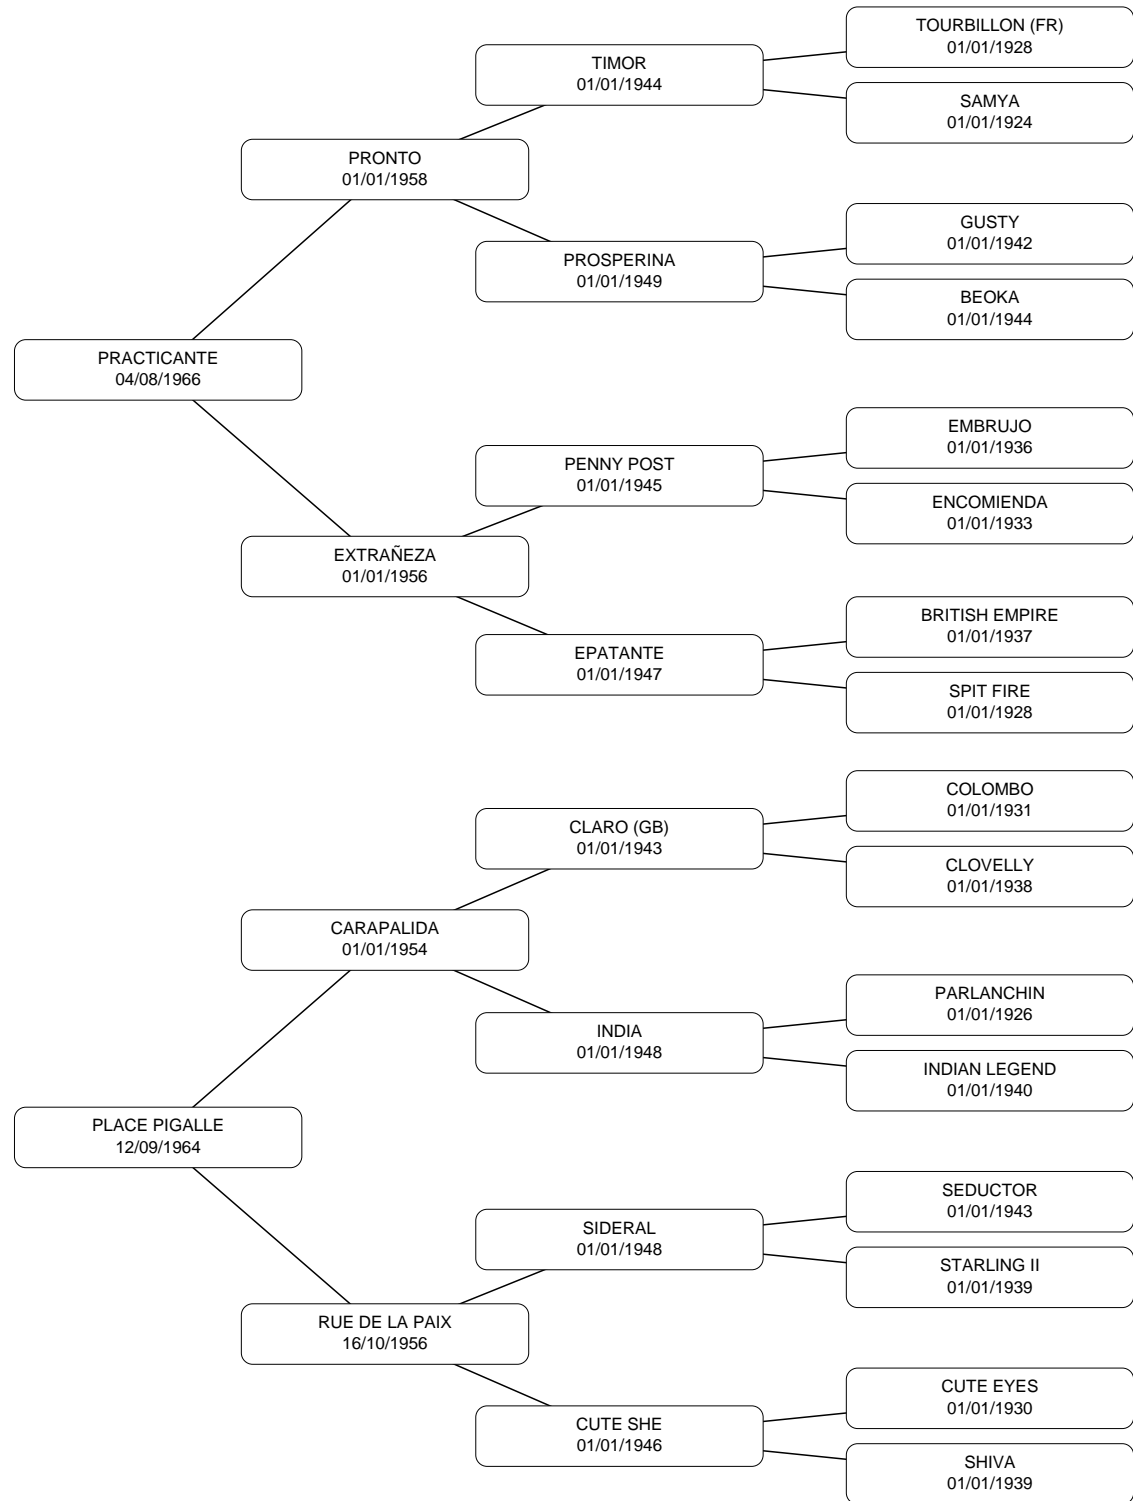 TOURBILLON (FR)
01/01/1928
TIMOR
01/01/1944
SAMYA
01/01/1924
PRONTO
01/01/1958
GUSTY
01/01/1942
PROSPERINA
01/01/1949
BEOKA
01/01/1944
PRACTICANTE
04/08/1966
EMBRUJO
01/01/1936
PENNY POST
01/01/1945
ENCOMIENDA
01/01/1933
EXTRAÑEZA
01/01/1956
BRITISH EMPIRE
01/01/1937
EPATANTE
01/01/1947
SPIT FIRE
01/01/1928
COLOMBO
01/01/1931
CLARO (GB)
01/01/1943
CLOVELLY
01/01/1938
CARAPALIDA
01/01/1954
PARLANCHIN
01/01/1926
INDIA
01/01/1948
INDIAN LEGEND
01/01/1940
PLACE PIGALLE
12/09/1964
SEDUCTOR
01/01/1943
SIDERAL
01/01/1948
STARLING II
01/01/1939
RUE DE LA PAIX
16/10/1956
CUTE EYES
01/01/1930
CUTE SHE
01/01/1946
SHIVA
01/01/1939